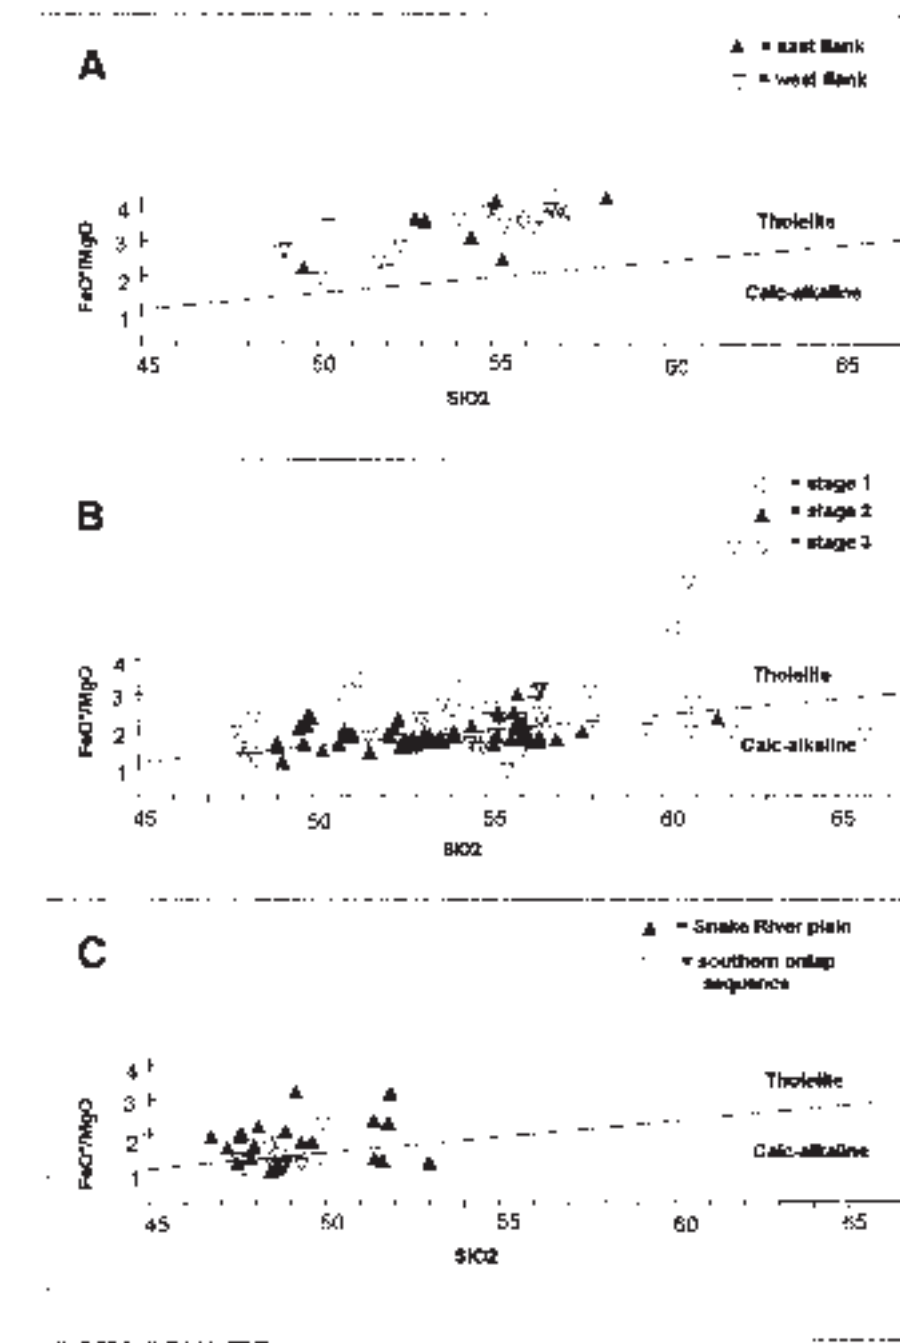 A
▲ = east flank
▽ = west flank
4
3
2
1
FeO*/MgO
Tholeiite
Calc-alkaline
45 50 55 60 65
SiO2
B
= stage 1
▲ = stage 2
= stage 3
4
3
2
1
FeO*/MgO
Tholeiite
Calc-alkaline
45 50 55 60 65
SiO2
C
▲ = Snake River plain
southern onlap
sequence
4
3
2
1
FeO*/MgO
Tholeiite
Calc-alkaline
45 50 55 60 65
SiO2